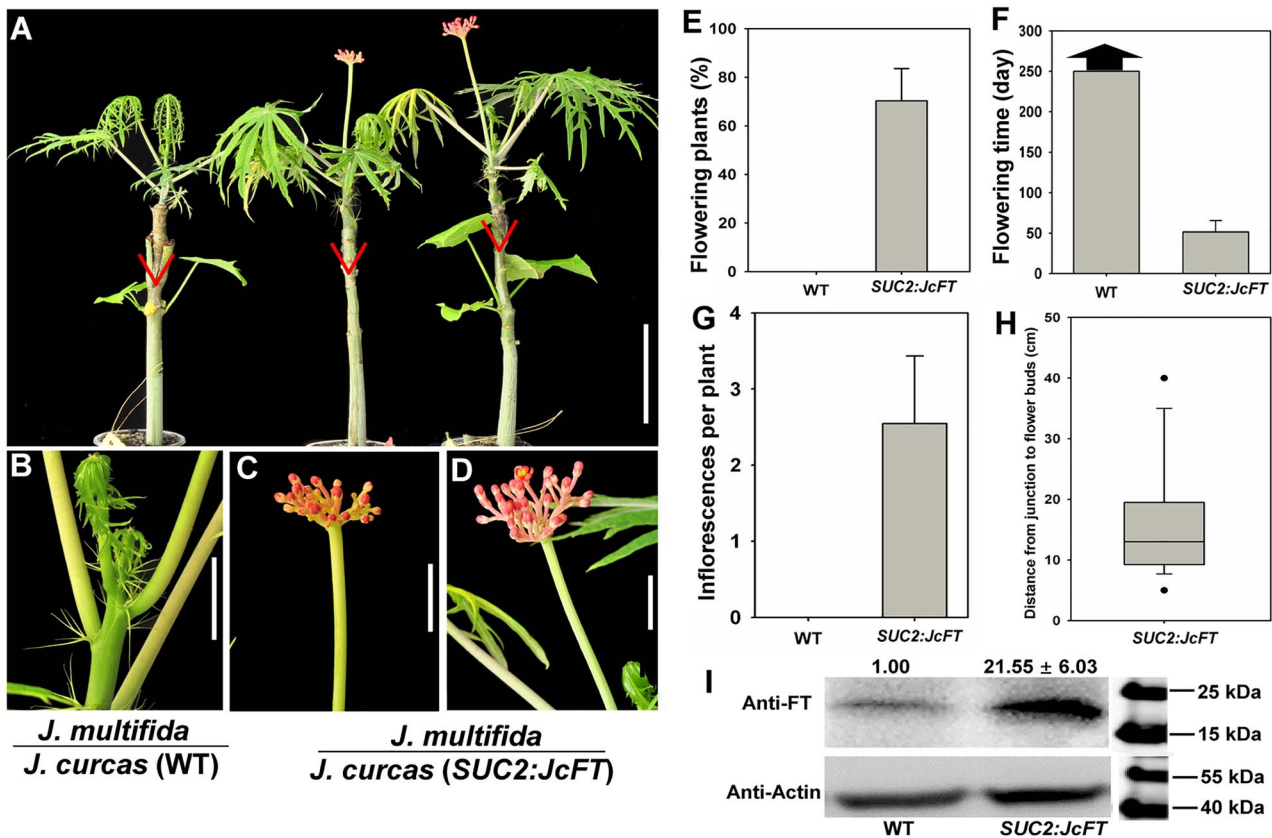 A
B
C
D
J. multifida
J. curcas (WT)
J. multifida
J. curcas (SUC2:JcFT)
E
Flowering plants (%)
100
80
60
40
20
0
WT
SUC2:JcFT
F
Flowering time (day)
300
250
200
150
100
50
0
WT
SUC2:JcFT
G
Inflorescences per plant
4
3
2
1
0
WT
SUC2:JcFT
H
Distance from junction to flower buds (cm)
50
40
30
20
10
0
SUC2:JcFT
I
1.00 21.55 ± 6.03
Anti-FT
25 kDa
15 kDa
Anti-Actin
55 kDa
40 kDa
WT SUC2:JcFT